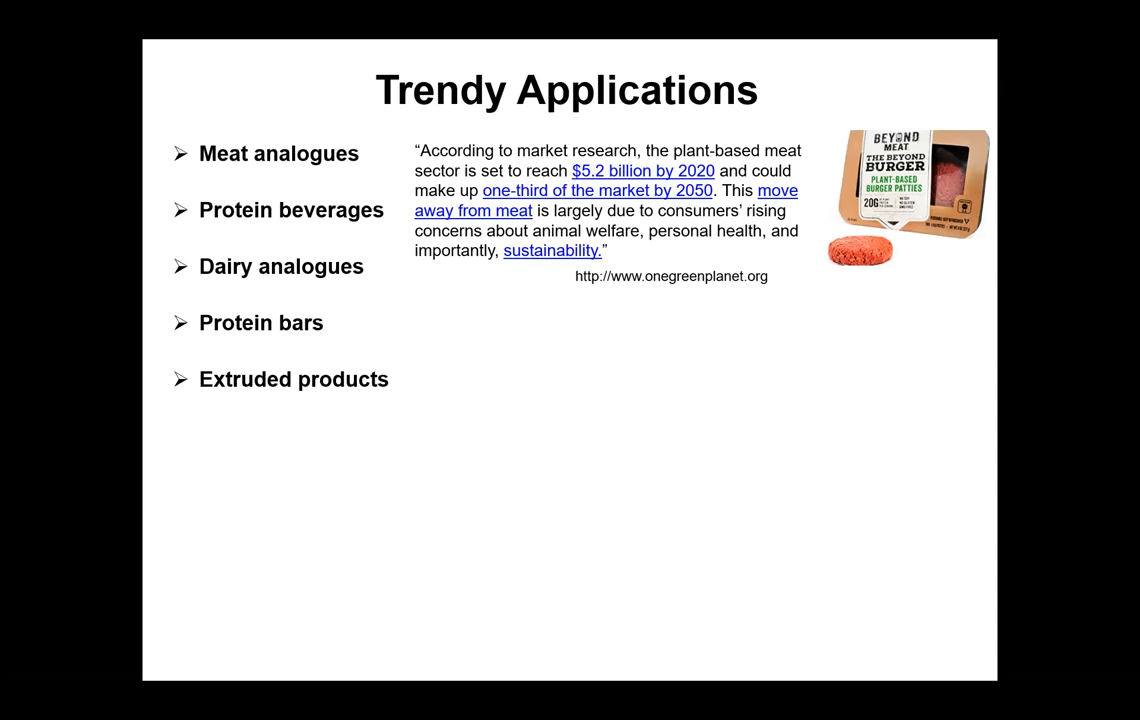 Trendy Applications
Meat analogues
Protein beverages
Dairy analogues
Protein bars
Extruded products
“According to market research, the plant-based meat
sector is set to reach $5.2 billion by 2020 and could
make up one-third of the market by 2050. This move
away from meat is largely due to consumers’ rising
concerns about animal welfare, personal health, and
importantly, sustainability.”
http://www.onegreenplanet.org
BEYOND
MEAT
THE BEYOND
BURGER
PLANT-BASED
BURGER PATTIES
20G